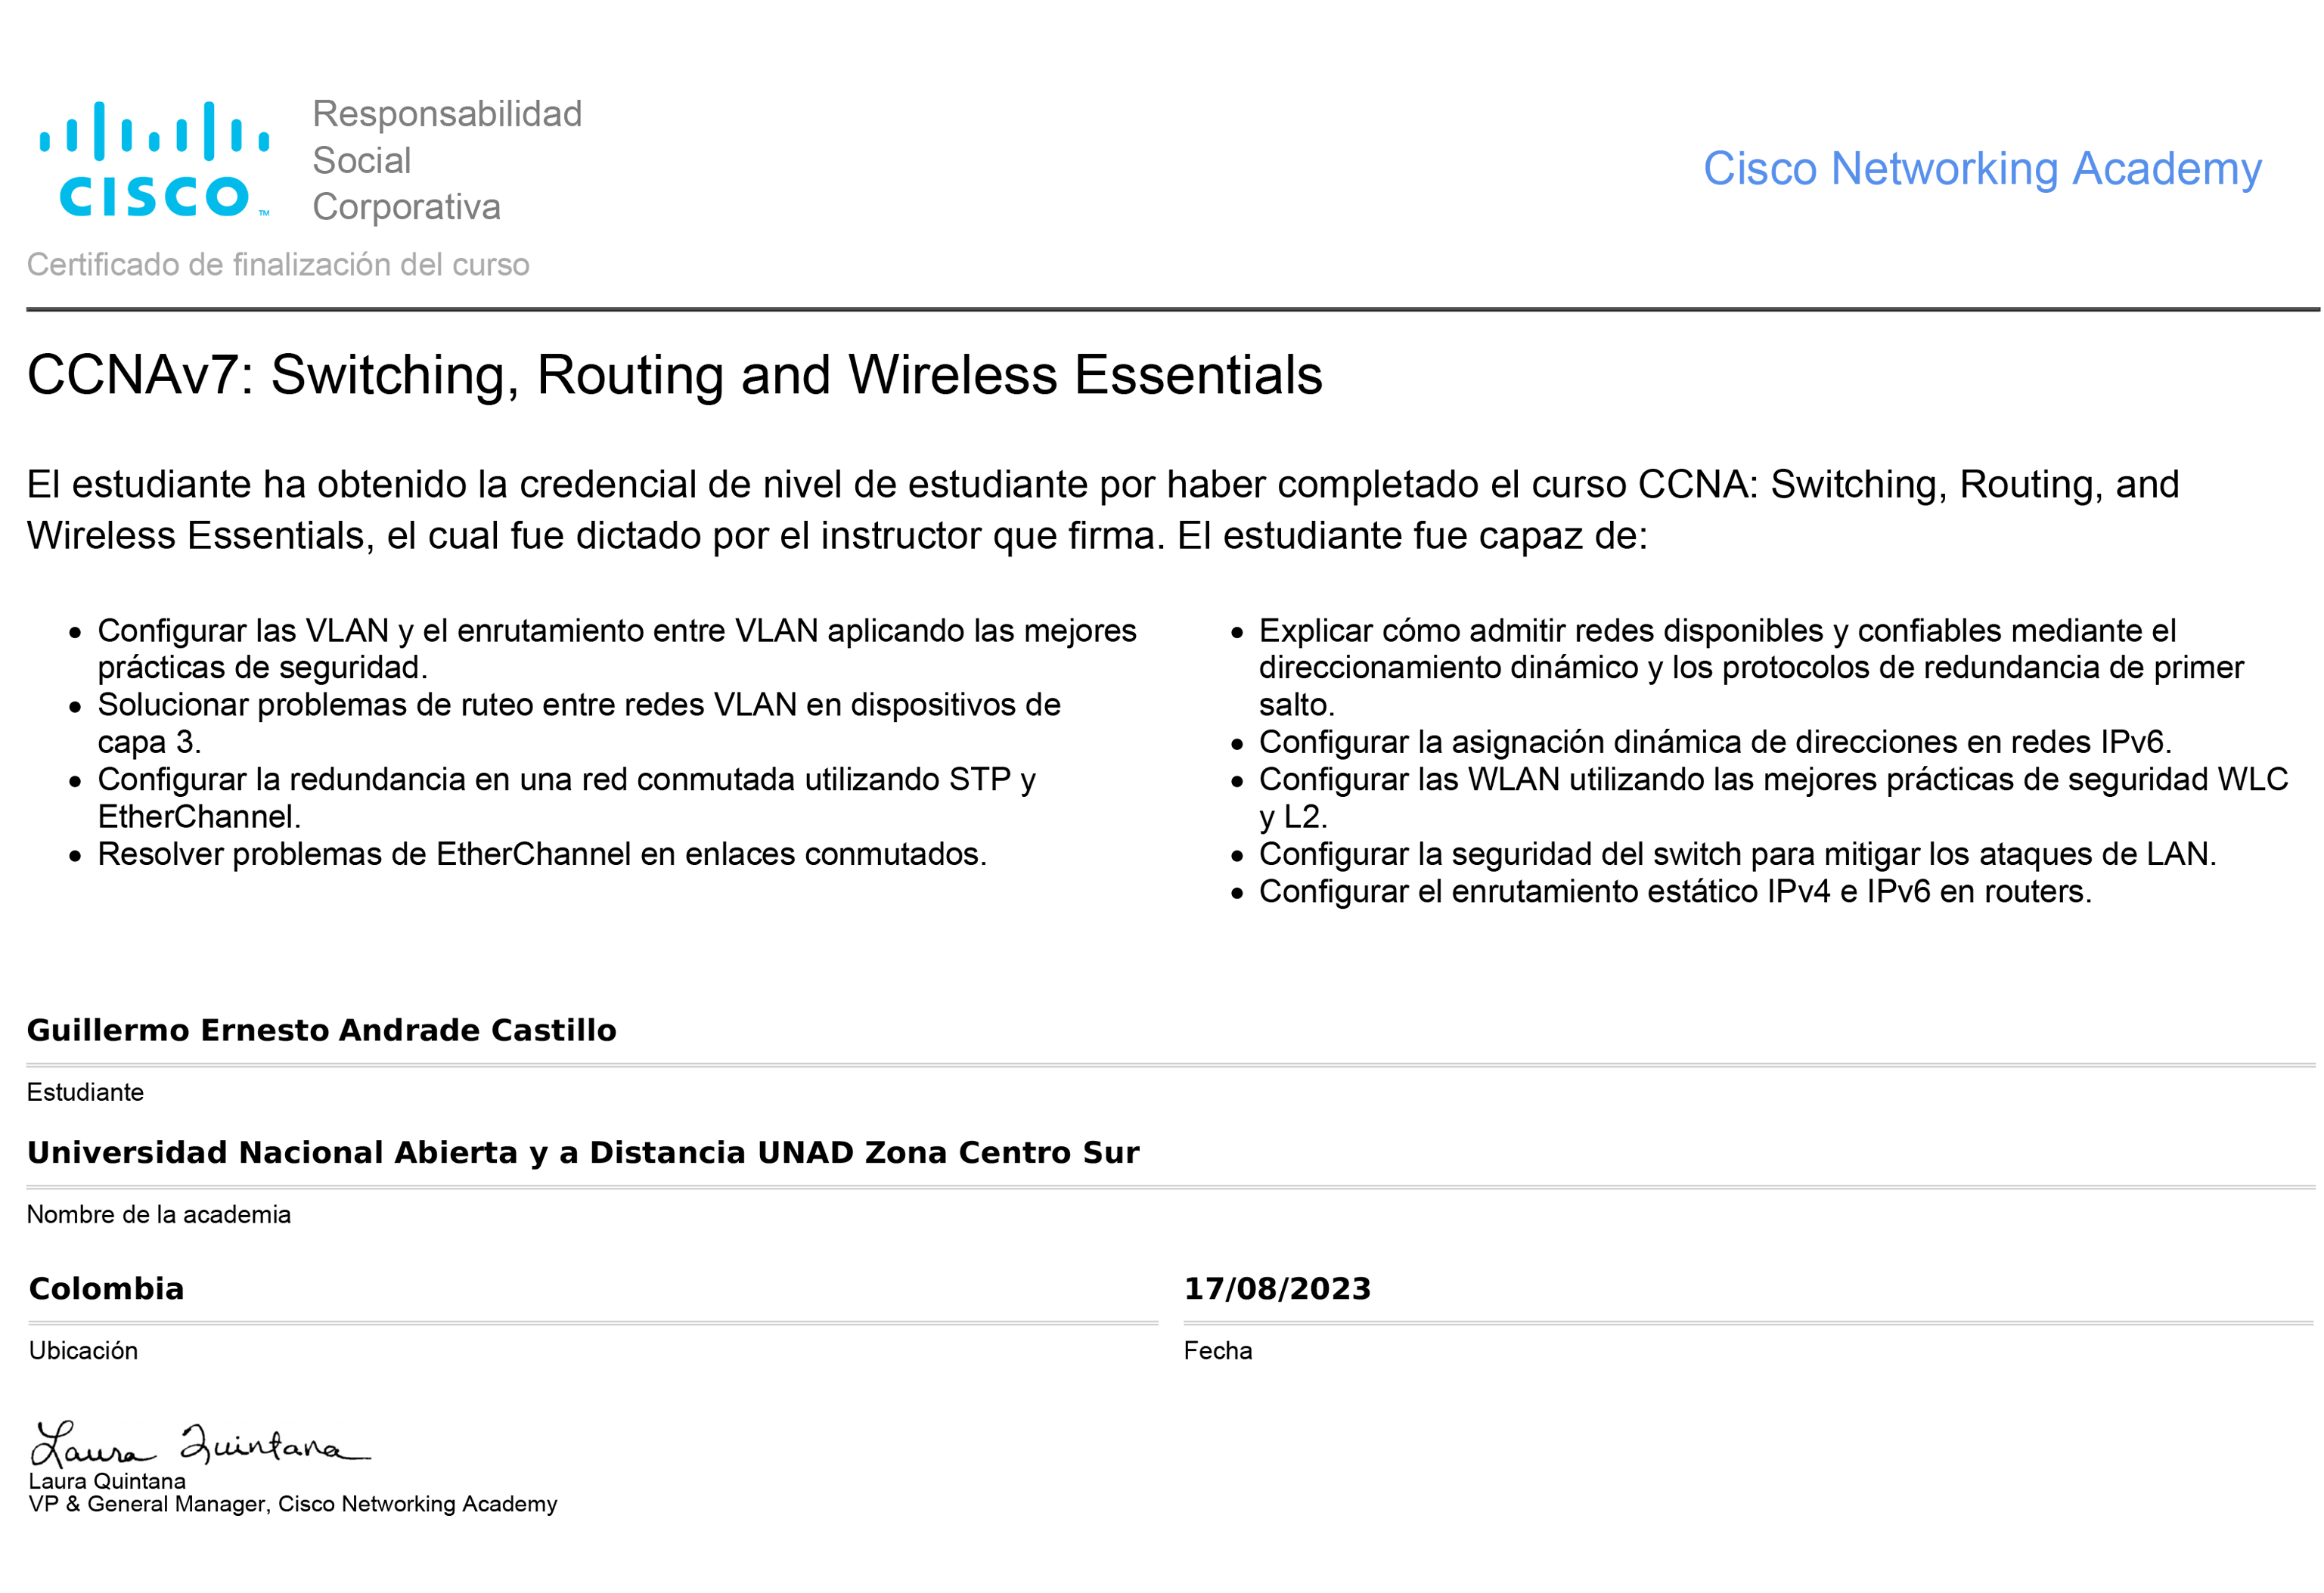 CISCO
TM
Responsabilidad
Social
Corporativa
Cisco Networking Academy
Certificado de finalización del curso
CCNAv7: Switching, Routing and Wireless Essentials
El estudiante ha obtenido la credencial de nivel de estudiante por haber completado el curso CCNA: Switching, Routing, and
Wireless Essentials, el cual fue dictado por el instructor que firma. El estudiante fue capaz de:
• Configurar las VLAN y el enrutamiento entre VLAN aplicando las mejores
prácticas de seguridad.
• Solucionar problemas de ruteo entre redes VLAN en dispositivos de
capa 3.
• Configurar la redundancia en una red conmutada utilizando STP y
EtherChannel.
• Resolver problemas de EtherChannel en enlaces conmutados.
• Explicar cómo admitir redes disponibles y confiables mediante el
direccionamiento dinámico y los protocolos de redundancia de primer
salto.
• Configurar la asignación dinámica de direcciones en redes IPv6.
• Configurar las WLAN utilizando las mejores prácticas de seguridad WLC
y L2.
• Configurar la seguridad del switch para mitigar los ataques de LAN.
• Configurar el enrutamiento estático IPv4 e IPv6 en routers.
Guillermo Ernesto Andrade Castillo
Estudiante
Universidad Nacional Abierta y a Distancia UNAD Zona Centro Sur
Nombre de la academia
Colombia
Ubicación
17/08/2023
Fecha
Laura Quintana
Laura Quintana
VP & General Manager, Cisco Networking Academy